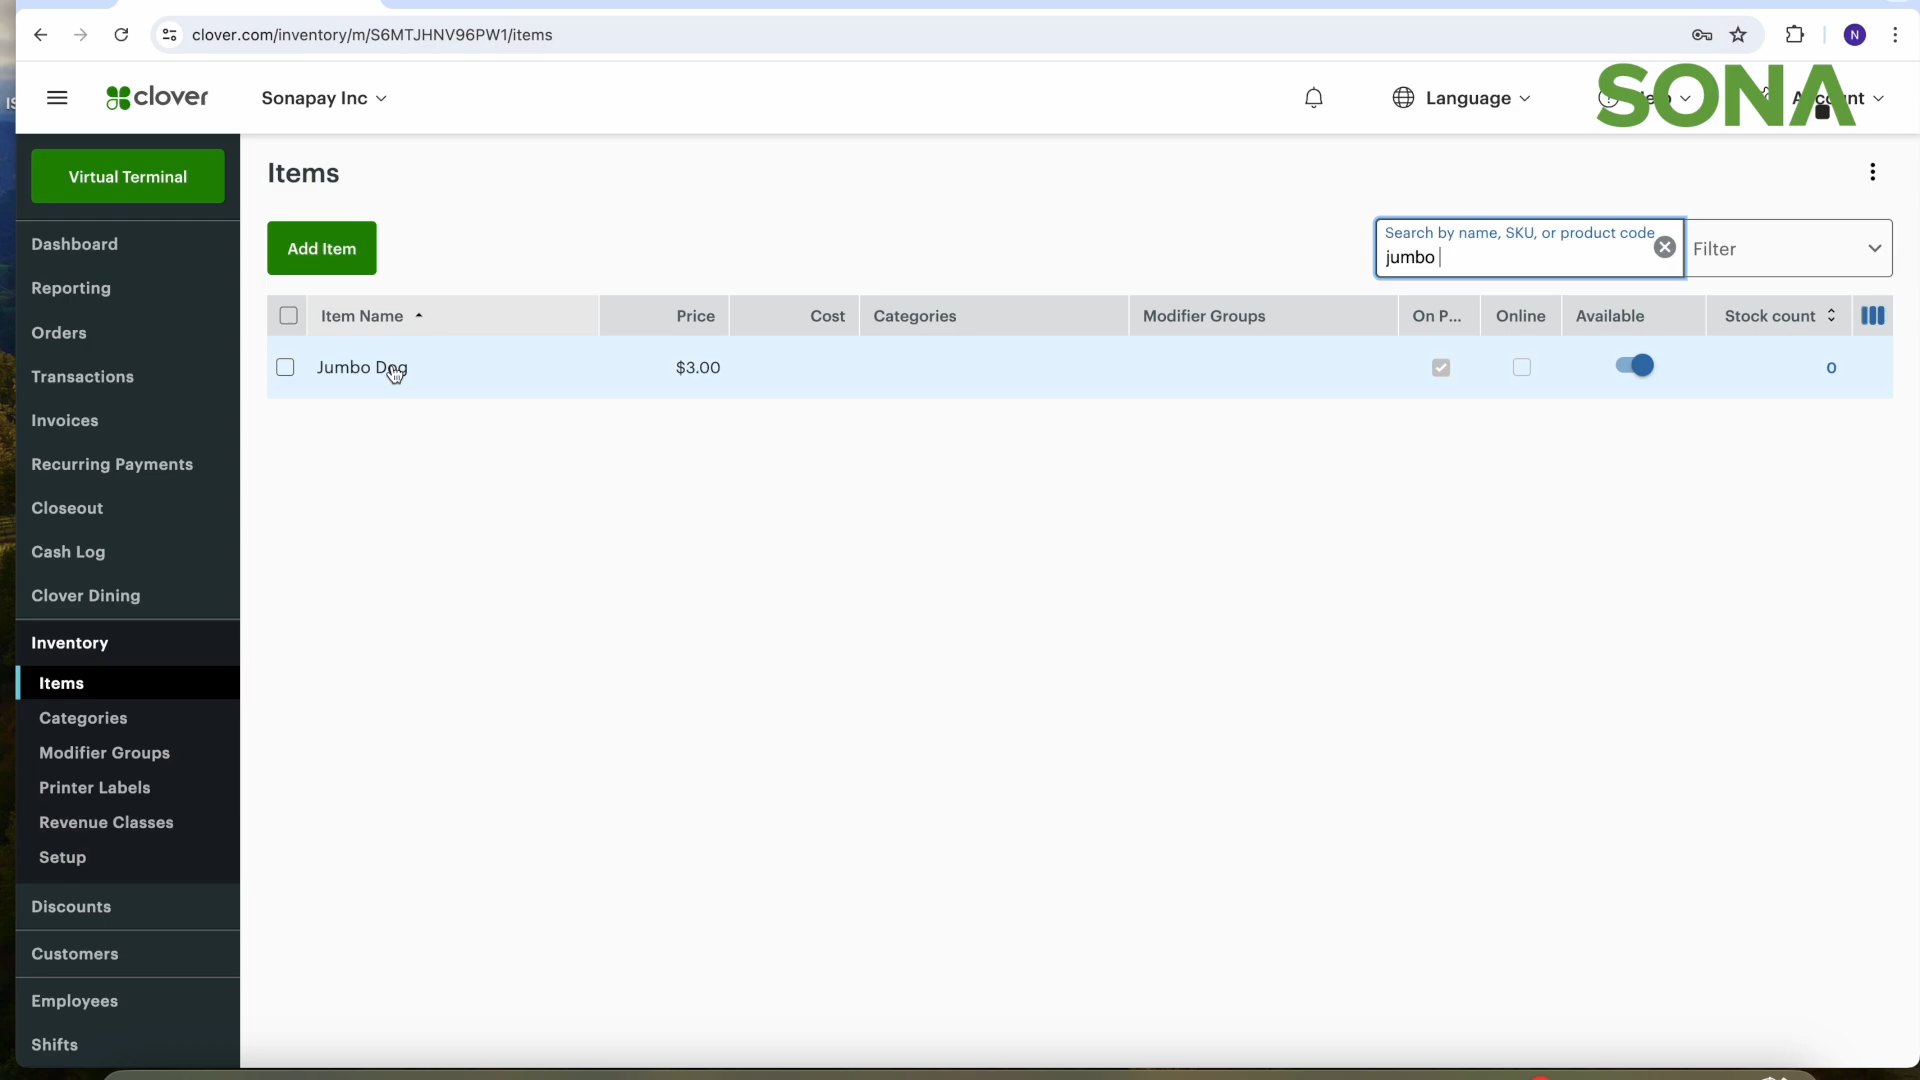 clover.com/inventory/m/S6MTJHNV96PW1/items
N
clover
Sonapay Inc
Language
SONA
Virtual Terminal
Items
Add Item
Search by name, SKU, or product code
jumbo
Filter
Item Name
Price
Cost
Categories
Modifier Groups
On P...
Online
Available
Stock count
Jumbo Dog
$3.00
0
Dashboard
Reporting
Orders
Transactions
Invoices
Recurring Payments
Closeout
Cash Log
Clover Dining
Inventory
Items
Categories
Modifier Groups
Printer Labels
Revenue Classes
Setup
Discounts
Customers
Employees
Shifts